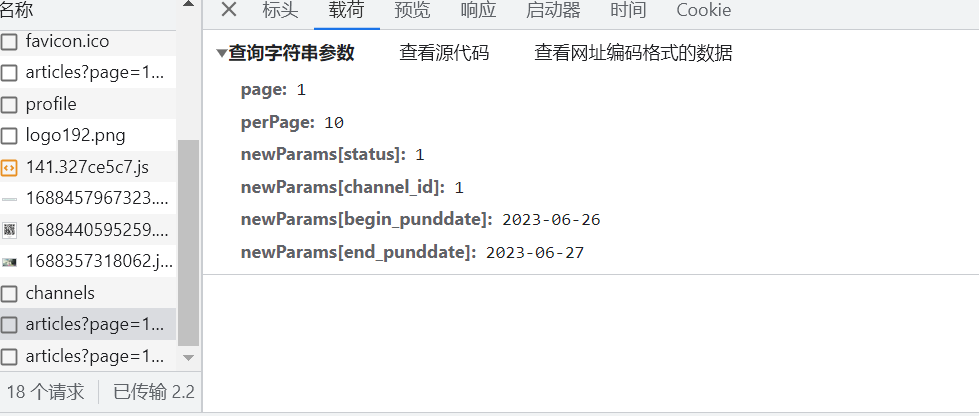 名称
favicon.ico
articles?page=1...
profile
logo192.png
141.327ce5c7.js
1688457967323....
1688440595259....
1688357318062.j...
channels
articles?page=1...
articles?page=1...
18 个请求 已传输 2.2
标头 载荷 预览 响应 启动器 时间 Cookie
查询字符串参数 查看源代码 查看网址编码格式的数据
page: 1
perPage: 10
newParams[status]: 1
newParams[channel_id]: 1
newParams[begin_punddate]: 2023-06-26
newParams[end_punddate]: 2023-06-27